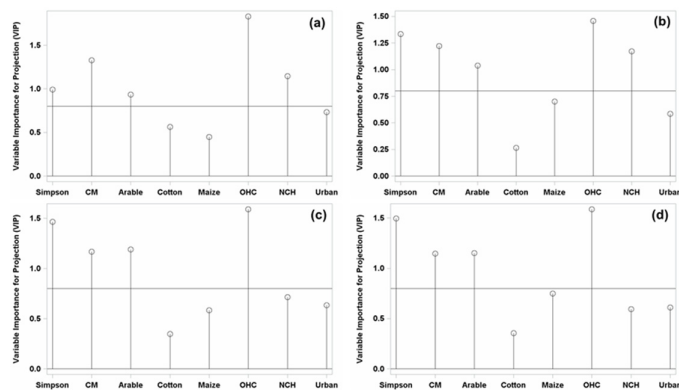 (a)
Variable Importance for Projection (VIP)
1.5
1.0
0.5
0.0
Simpson CM Arable Cotton Maize OHC NCH Urban
(b)
Variable Importance for Projection (VIP)
1.50
1.25
1.00
0.75
0.50
0.25
0.00
Simpson CM Arable Cotton Maize OHC NCH Urban
(c)
Variable Importance for Projection (VIP)
1.5
1.0
0.5
0.0
Simpson CM Arable Cotton Maize OHC NCH Urban
(d)
Variable Importance for Projection (VIP)
1.5
1.0
0.5
0.0
Simpson CM Arable Cotton Maize OHC NCH Urban